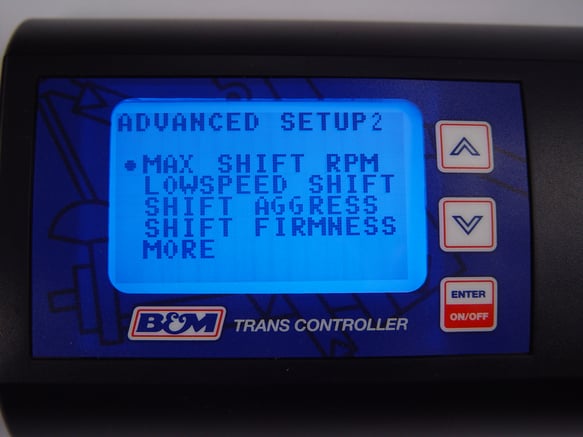 ADVANCED SETUP2
•MAX SHIFT RPM
LOWSPEED SHIFT
SHIFT AGGRESS
SHIFT FIRMNESS
MORE
ENTER
ON/OFF
B&M TRANS CONTROLLER